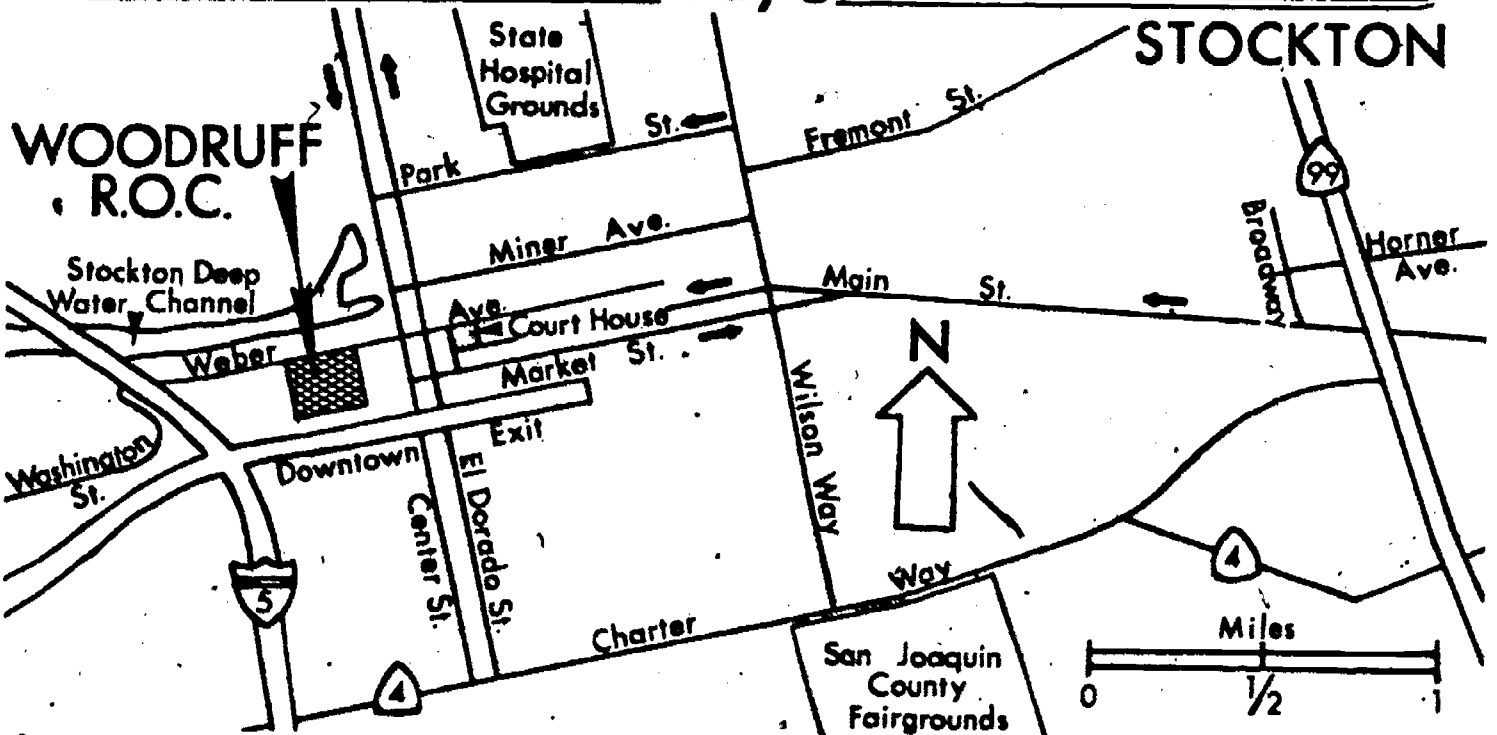 STOCKTON
State
Hospital
Grounds
WOODRUFF
R.O.C.
Park St.
Fremont St.
99
Miner Ave.
Broadway
Horner
Ave.
Stockton Deep
Water Channel
Main St.
Weber Ave.
Court House
N
Market St.
Wilson Way
Downtown Exit
Washington
St.
Center St.
El Dorado St.
4
5
Charter Way
Miles
0 1/2 1
San Joaquin
County
Fairgrounds
4